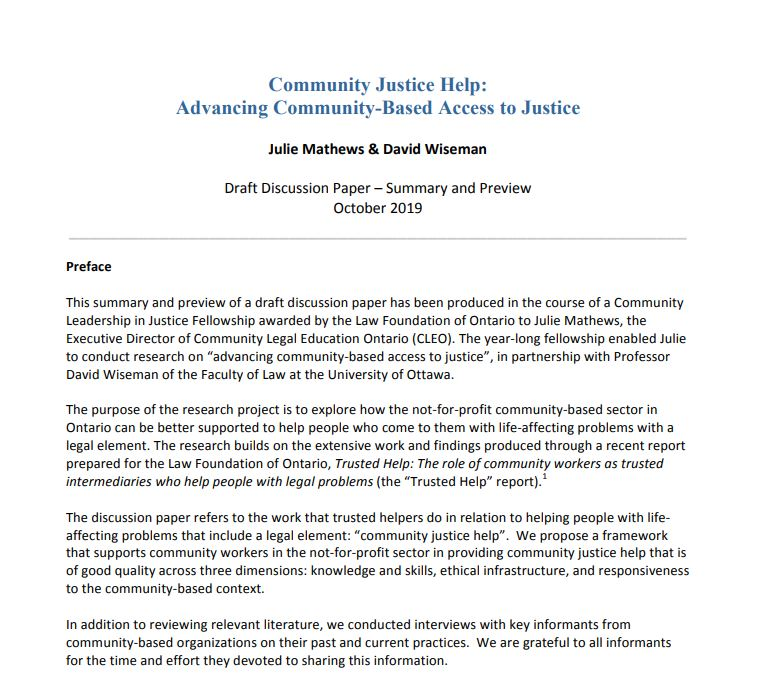 Community Justice Help:
Advancing Community-Based Access to Justice
Julie Mathews & David Wiseman
Draft Discussion Paper – Summary and Preview
October 2019
Preface
This summary and preview of a draft discussion paper has been produced in the course of a Community
Leadership in Justice Fellowship awarded by the Law Foundation of Ontario to Julie Mathews, the
Executive Director of Community Legal Education Ontario (CLEO). The year-long fellowship enabled Julie
to conduct research on “advancing community-based access to justice”, in partnership with Professor
David Wiseman of the Faculty of Law at the University of Ottawa.
The purpose of the research project is to explore how the not-for-profit community-based sector in
Ontario can be better supported to help people who come to them with life-affecting problems with a
legal element. The research builds on the extensive work and findings produced through a recent report
prepared for the Law Foundation of Ontario, Trusted Help: The role of community workers as trusted
intermediaries who help people with legal problems (the “Trusted Help” report).1
The discussion paper refers to the work that trusted helpers do in relation to helping people with life-
affecting problems that include a legal element: “community justice help”.  We propose a framework
that supports community workers in the not-for-profit sector in providing community justice help that is
of good quality across three dimensions: knowledge and skills, ethical infrastructure, and responsiveness
to the community-based context.
In addition to reviewing relevant literature, we conducted interviews with key informants from
community-based organizations on their past and current practices.  We are grateful to all informants
for the time and effort they devoted to sharing this information.